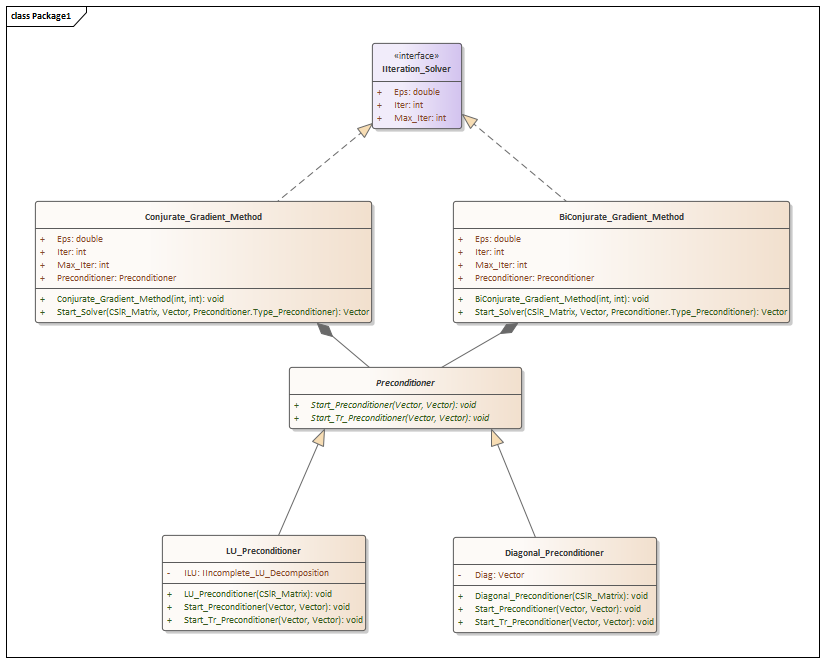 class Package1
«interface»
IIteration_Solver
+ Eps: double
+ Iter: int
+ Max_Iter: int
Conjurate_Gradient_Method
+ Eps: double
+ Iter: int
+ Max_Iter: int
+ Preconditioner: Preconditioner
+ Conjurate_Gradient_Method(int, int): void
+ Start_Solver(CSlR_Matrix, Vector, Preconditioner.Type_Preconditioner): Vector
BiConjurate_Gradient_Method
+ Eps: double
+ Iter: int
+ Max_Iter: int
+ Preconditioner: Preconditioner
+ BiConjurate_Gradient_Method(int, int): void
+ Start_Solver(CSlR_Matrix, Vector, Preconditioner.Type_Preconditioner): Vector
Preconditioner
+ Start_Preconditioner(Vector, Vector): void
+ Start_Tr_Preconditioner(Vector, Vector): void
LU_Preconditioner
- ILU: IIncomplete_LU_Decomposition
+ LU_Preconditioner(CSlR_Matrix): void
+ Start_Preconditioner(Vector, Vector): void
+ Start_Tr_Preconditioner(Vector, Vector): void
Diagonal_Preconditioner
- Diag: Vector
+ Diagonal_Preconditioner(CSlR_Matrix): void
+ Start_Preconditioner(Vector, Vector): void
+ Start_Tr_Preconditioner(Vector, Vector): void